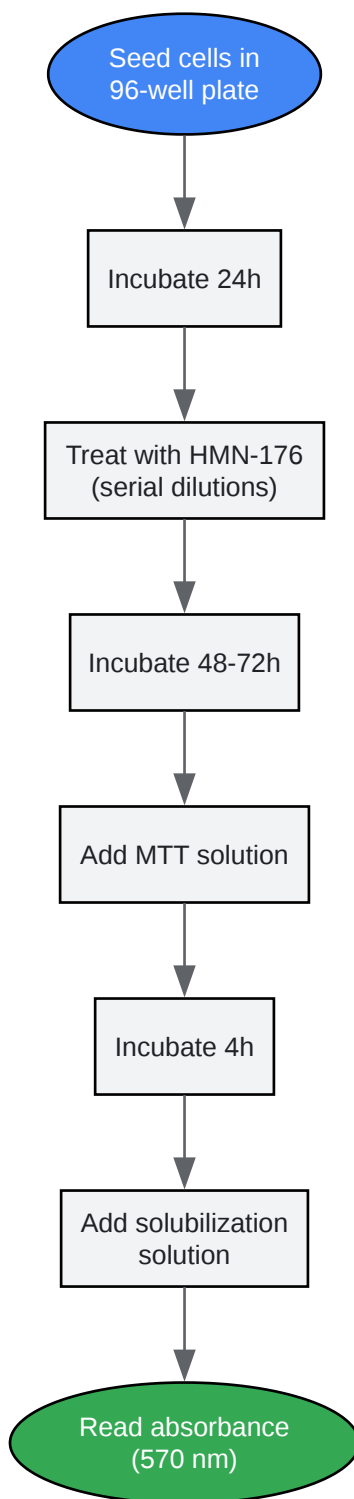 Seed cells in
96-well plate
Incubate 24h
Treat with HMN-176
(serial dilutions)
Incubate 48-72h
Add MTT solution
Incubate 4h
Add solubilization
solution
Read absorbance
(570 nm)